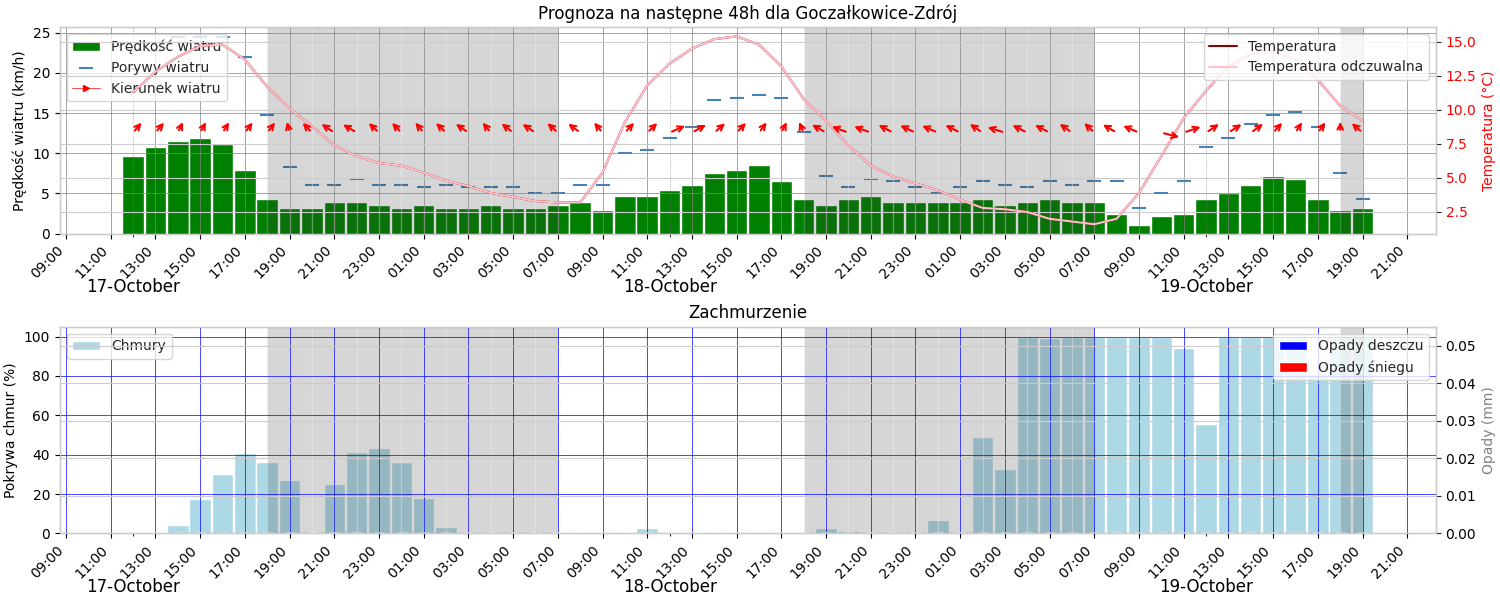 Prognoza na następne 48h dla Goczałkowice-Zdrój
Prędkość wiatru (km/h)
25
20
15
10
5
0
Prędkość wiatru
Porywy wiatru
Kierunek wiatru
Temperatura
Temperatura odczuwalna
15.0
12.5
10.0
7.5
5.0
2.5
Temperatura (°C)
09:00 11:00 13:00 15:00 17:00 19:00 21:00 23:00 01:00 03:00 05:00 07:00 09:00 11:00 13:00 15:00 17:00 19:00 21:00 23:00 01:00 03:00 05:00 07:00 09:00 11:00 13:00 15:00 17:00 19:00 21:00
17-October 18-October 19-October
Zachmurzenie
Pokrywa chmur (%)
100
80
60
40
20
0
Chmury
Opady deszczu
Opady śniegu
0.05
0.04
0.03
0.02
0.01
0.00
Opady (mm)
09:00 11:00 13:00 15:00 17:00 19:00 21:00 23:00 01:00 03:00 05:00 07:00 09:00 11:00 13:00 15:00 17:00 19:00 21:00 23:00 01:00 03:00 05:00 07:00 09:00 11:00 13:00 15:00 17:00 19:00 21:00
17-October 18-October 19-October